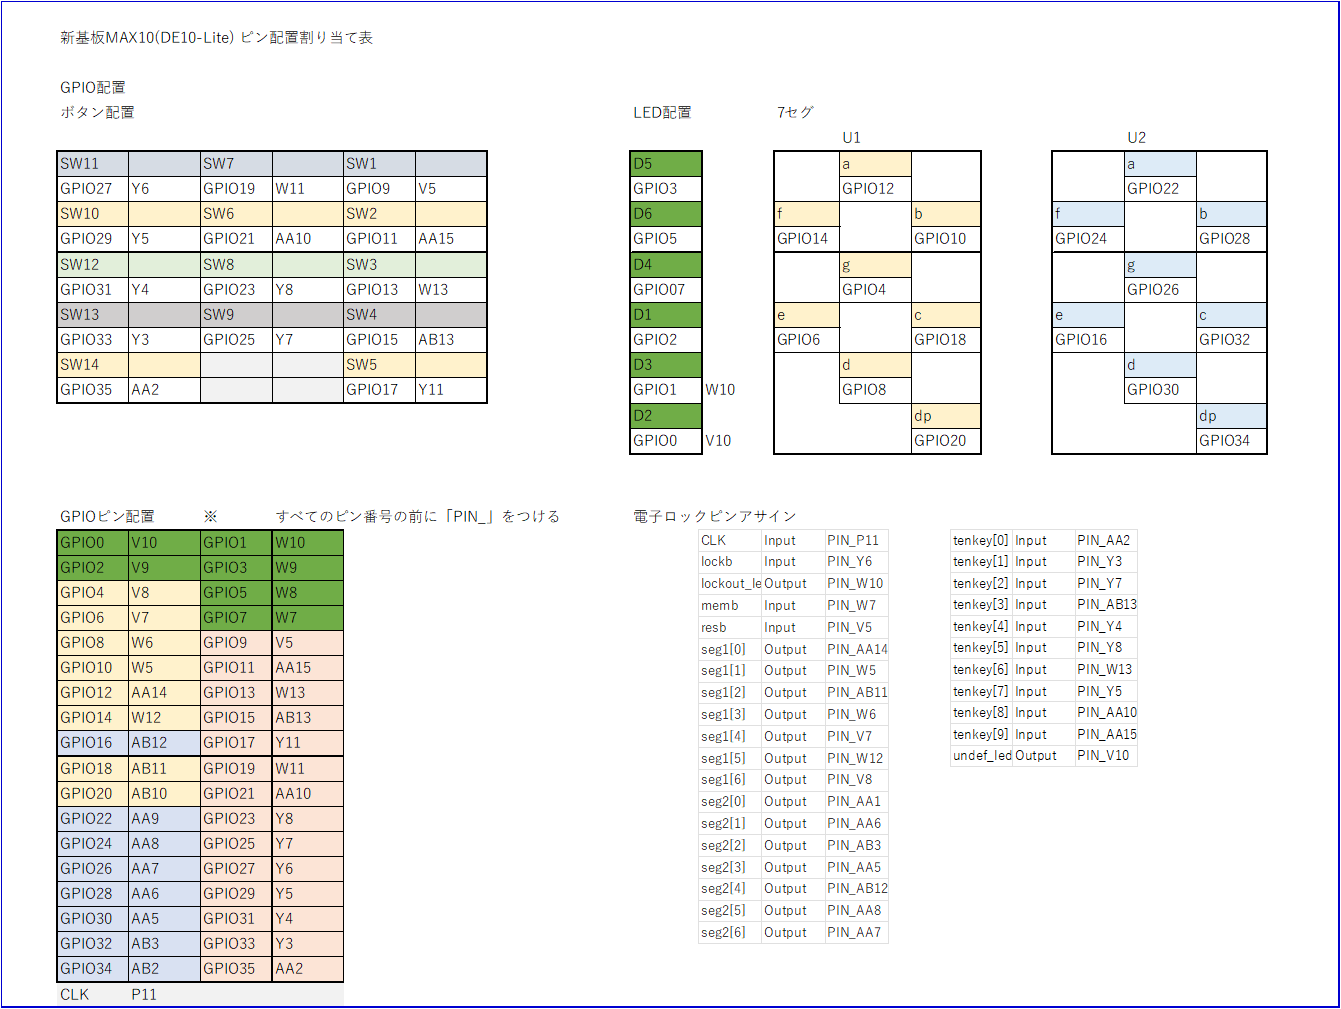 新基板MAX10(DE10-Lite) ピン配置割り当て表
GPIO配置
ボタン配置 LED配置 7セグ
U1 U2
SW11 SW7 SW1
GPIO27 Y6 GPIO19 W11 GPIO9 V5
SW10 SW6 SW2
GPIO29 Y5 GPIO21 AA10 GPIO11 AA15
SW12 SW8 SW3
GPIO31 Y4 GPIO23 Y8 GPIO13 W13
SW13 SW9 SW4
GPIO33 Y3 GPIO25 Y7 GPIO15 AB13
SW14 SW5
GPIO35 AA2 GPIO17 Y11
D5
GPIO3
D6
GPIO5
D4
GPIO07
D1
GPIO2
D3
GPIO1 W10
D2
GPIO0 V10
a
GPIO12
f b
GPIO14 GPIO10
g
GPIO4
e c
GPIO6 GPIO18
d
GPIO8
dp
GPIO20
a
GPIO22
f b
GPIO24 GPIO28
g
GPIO26
e c
GPIO16 GPIO32
d
GPIO30
dp
GPIO34
GPIOピン配置 ※ すべてのピン番号の前に「PIN_」をつける
GPIO0 V10 GPIO1 W10
GPIO2 V9 GPIO3 W9
GPIO4 V8 GPIO5 W8
GPIO6 V7 GPIO7 W7
GPIO8 W6 GPIO9 V5
GPIO10 W5 GPIO11 AA15
GPIO12 AA14 GPIO13 W13
GPIO14 W12 GPIO15 AB13
GPIO16 AB12 GPIO17 Y11
GPIO18 AB11 GPIO19 W11
GPIO20 AB10 GPIO21 AA10
GPIO22 AA9 GPIO23 Y8
GPIO24 AA8 GPIO25 Y7
GPIO26 AA7 GPIO27 Y6
GPIO28 AA6 GPIO29 Y5
GPIO30 AA5 GPIO31 Y4
GPIO32 AB3 GPIO33 Y3
GPIO34 AB2 GPIO35 AA2
CLK P11
電子ロックピンアサイン
CLK Input PIN_P11
lockb Input PIN_Y6
lockout_le Output PIN_W10
memb Input PIN_W7
resb Input PIN_V5
seg1[0] Output PIN_AA14
seg1[1] Output PIN_W5
seg1[2] Output PIN_AB11
seg1[3] Output PIN_W6
seg1[4] Output PIN_V7
seg1[5] Output PIN_W12
seg1[6] Output PIN_V8
seg2[0] Output PIN_AA1
seg2[1] Output PIN_AA6
seg2[2] Output PIN_AB3
seg2[3] Output PIN_AA5
seg2[4] Output PIN_AB12
seg2[5] Output PIN_AA8
seg2[6] Output PIN_AA7
tenkey[0] Input PIN_AA2
tenkey[1] Input PIN_Y3
tenkey[2] Input PIN_Y7
tenkey[3] Input PIN_AB13
tenkey[4] Input PIN_Y4
tenkey[5] Input PIN_Y8
tenkey[6] Input PIN_W13
tenkey[7] Input PIN_Y5
tenkey[8] Input PIN_AA10
tenkey[9] Input PIN_AA15
undef_led Output PIN_V10